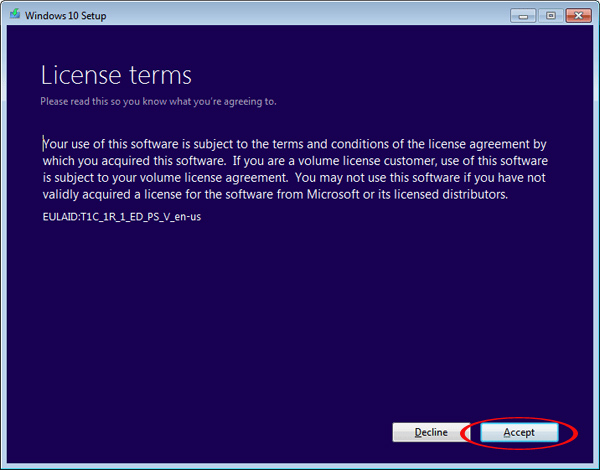 Windows 10 Setup
License terms
Please read this so you know what you're agreeing to.
Your use of this software is subject to the terms and conditions of the license agreement by
which you acquired this software.  If you are a volume license customer, use of this software
is subject to your volume license agreement.  You may not use this software if you have not
validly acquired a license for the software from Microsoft or its licensed distributors.
EULAID:T1C_1R_1_ED_PS_V_en-us
Decline
Accept